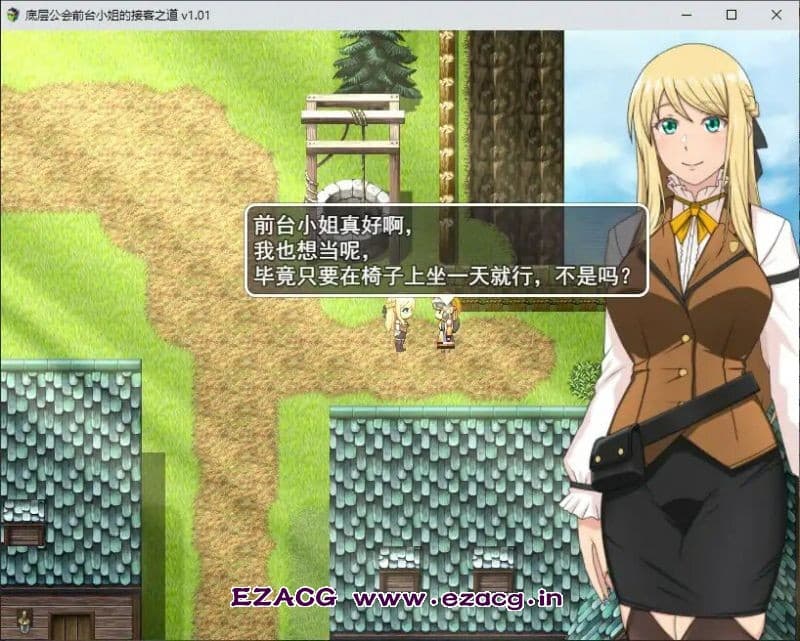 底层公会前台小姐的接客之道 v1.01
前台小姐真好啊，
我也想当呢，
毕竟只要在椅子上坐一天就行，不是吗？
EZACG www.ezacg.in